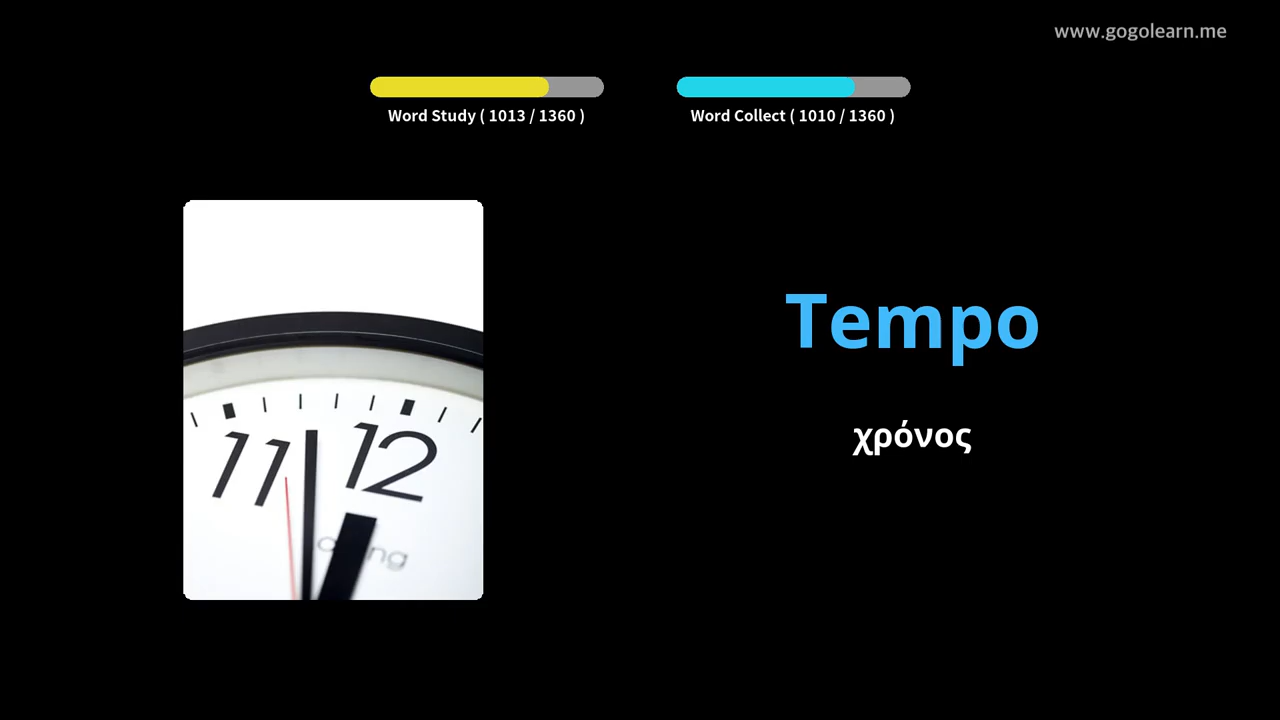 www.gogolearn.me
Word Study ( 1013 / 1360 )
Word Collect ( 1010 / 1360 )
11
12
Tempo
χρόνος